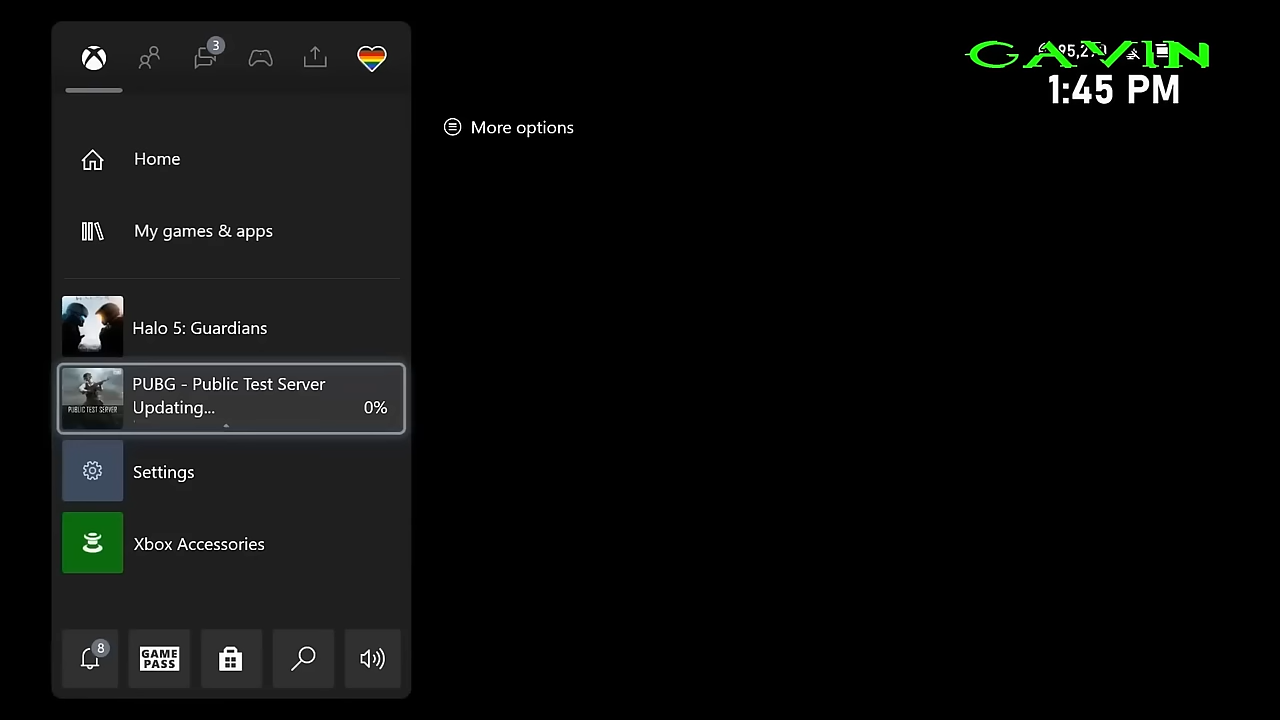 3
GAVIN
1:45 PM
More options
Home
My games & apps
Halo 5: Guardians
PUBG - Public Test Server
Updating...
0%
PUBLIC TEST SERVER
Settings
Xbox Accessories
8
GAME
PASS